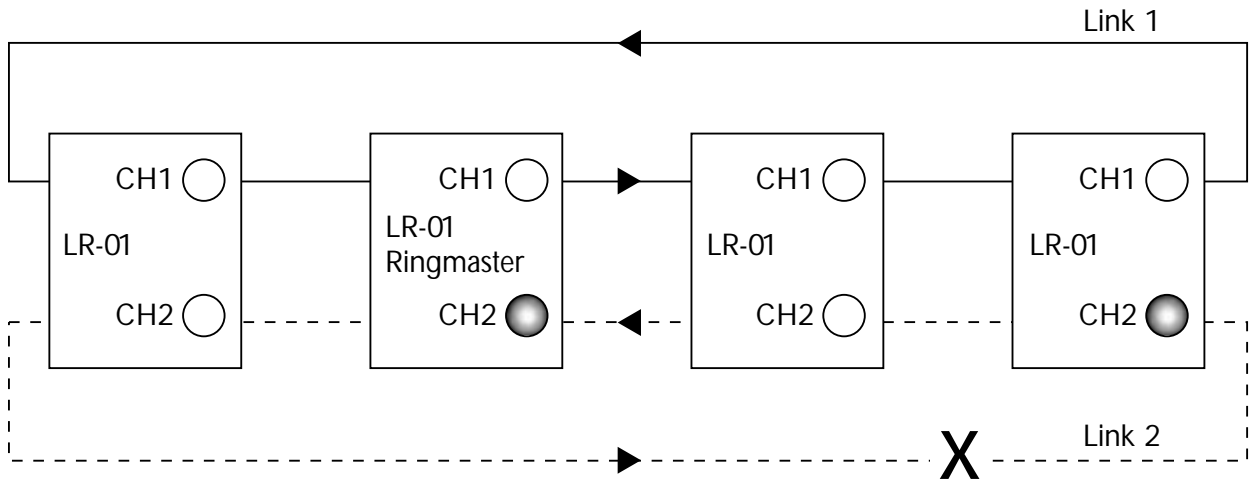 Link 1
CH1
LR-01
CH2
CH1
LR-01
Ringmaster
CH2
CH1
LR-01
CH2
CH1
LR-01
CH2
Link 2
X